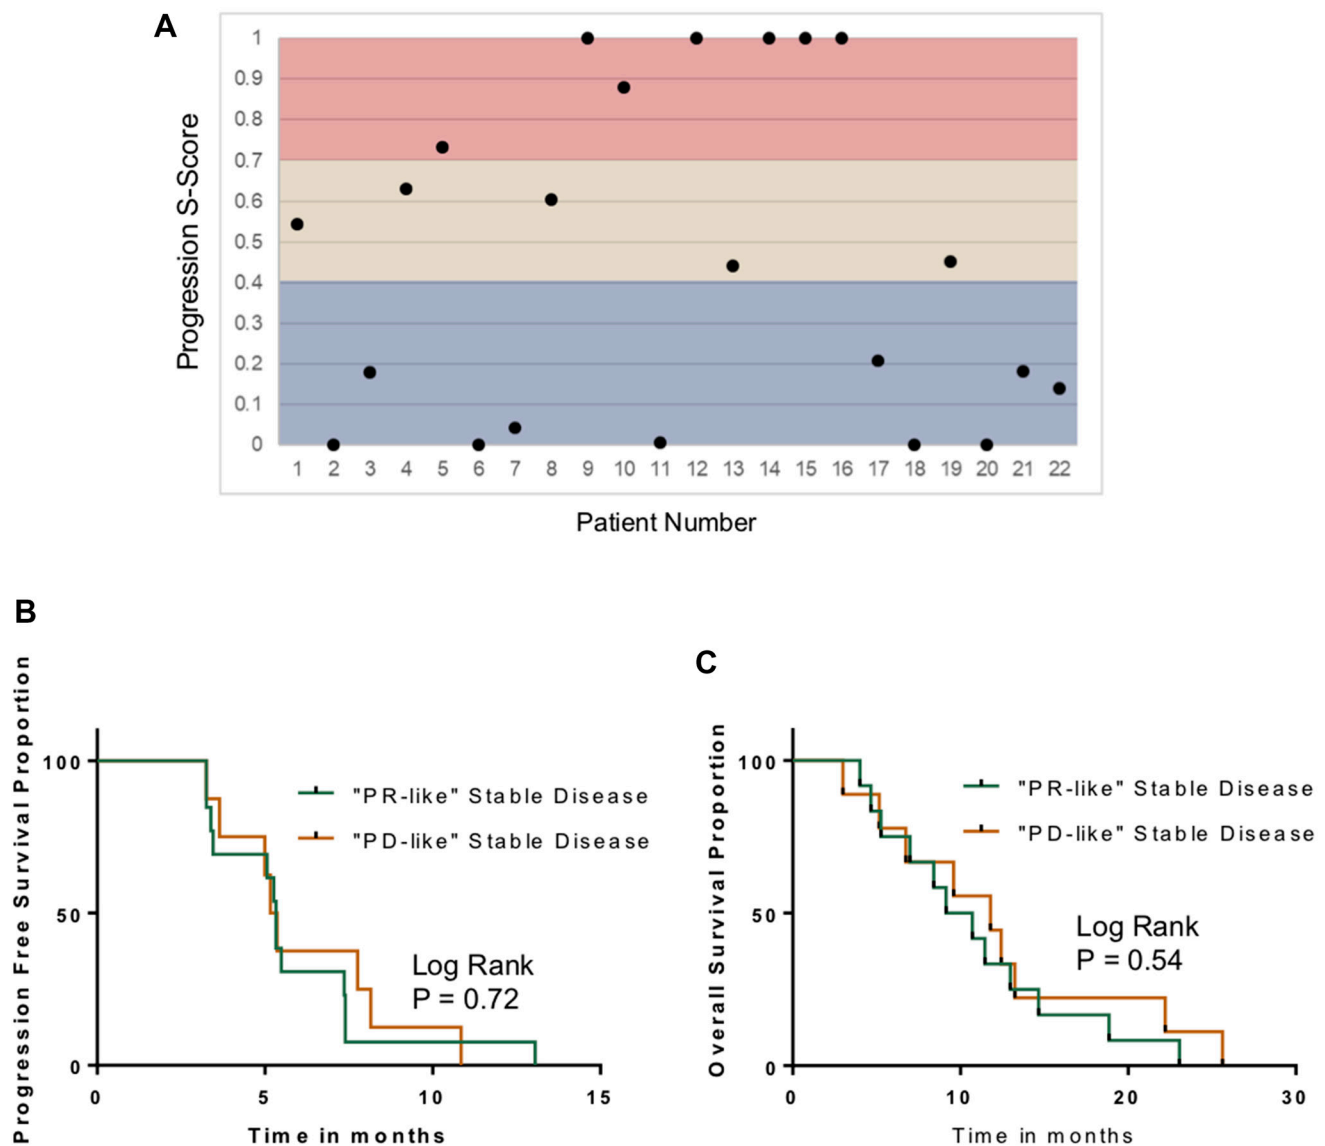 A
Progression S-Score
1
0.9
0.8
0.7
0.6
0.5
0.4
0.3
0.2
0.1
0
1 2 3 4 5 6 7 8 9 10 11 12 13 14 15 16 17 18 19 20 21 22
Patient Number
B
Progression Free Survival Proportion
100
50
0
"PR-like" Stable Disease
"PD-like" Stable Disease
Log Rank
P = 0.72
0 5 10 15
Time in months
C
Overall Survival Proportion
100
50
0
"PR-like" Stable Disease
"PD-like" Stable Disease
Log Rank
P = 0.54
0 10 20 30
Time in months